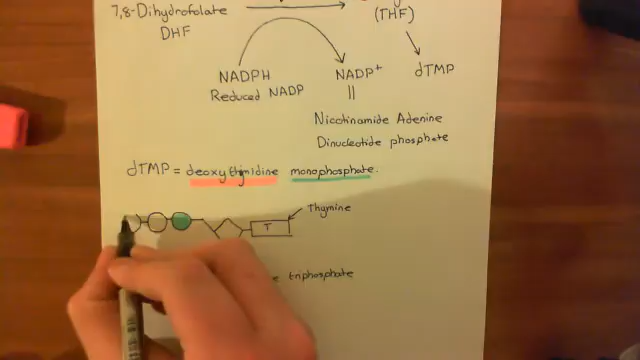 7,8-Dihydrofolate
DHF
(THF)
NADPH
Reduced NADP
NADP+
dTMP
Nicotinamide Adenine
Dinucleotide phosphate
dTMP = deoxythymidine monophosphate.
Thymine
T
triphosphate